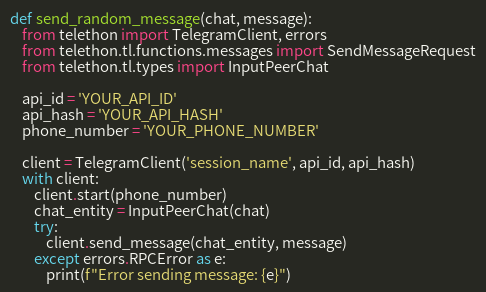 def send_random_message(chat, message):
    from telethon import TelegramClient, errors
    from telethon.tl.functions.messages import SendMessageRequest
    from telethon.tl.types import InputPeerChat

    api_id = 'YOUR_API_ID'
    api_hash = 'YOUR_API_HASH'
    phone_number = 'YOUR_PHONE_NUMBER'

    client = TelegramClient('session_name', api_id, api_hash)
    with client:
        client.start(phone_number)
        chat_entity = InputPeerChat(chat)
        try:
            client.send_message(chat_entity, message)
        except errors.RPCError as e:
            print(f"Error sending message: {e}")